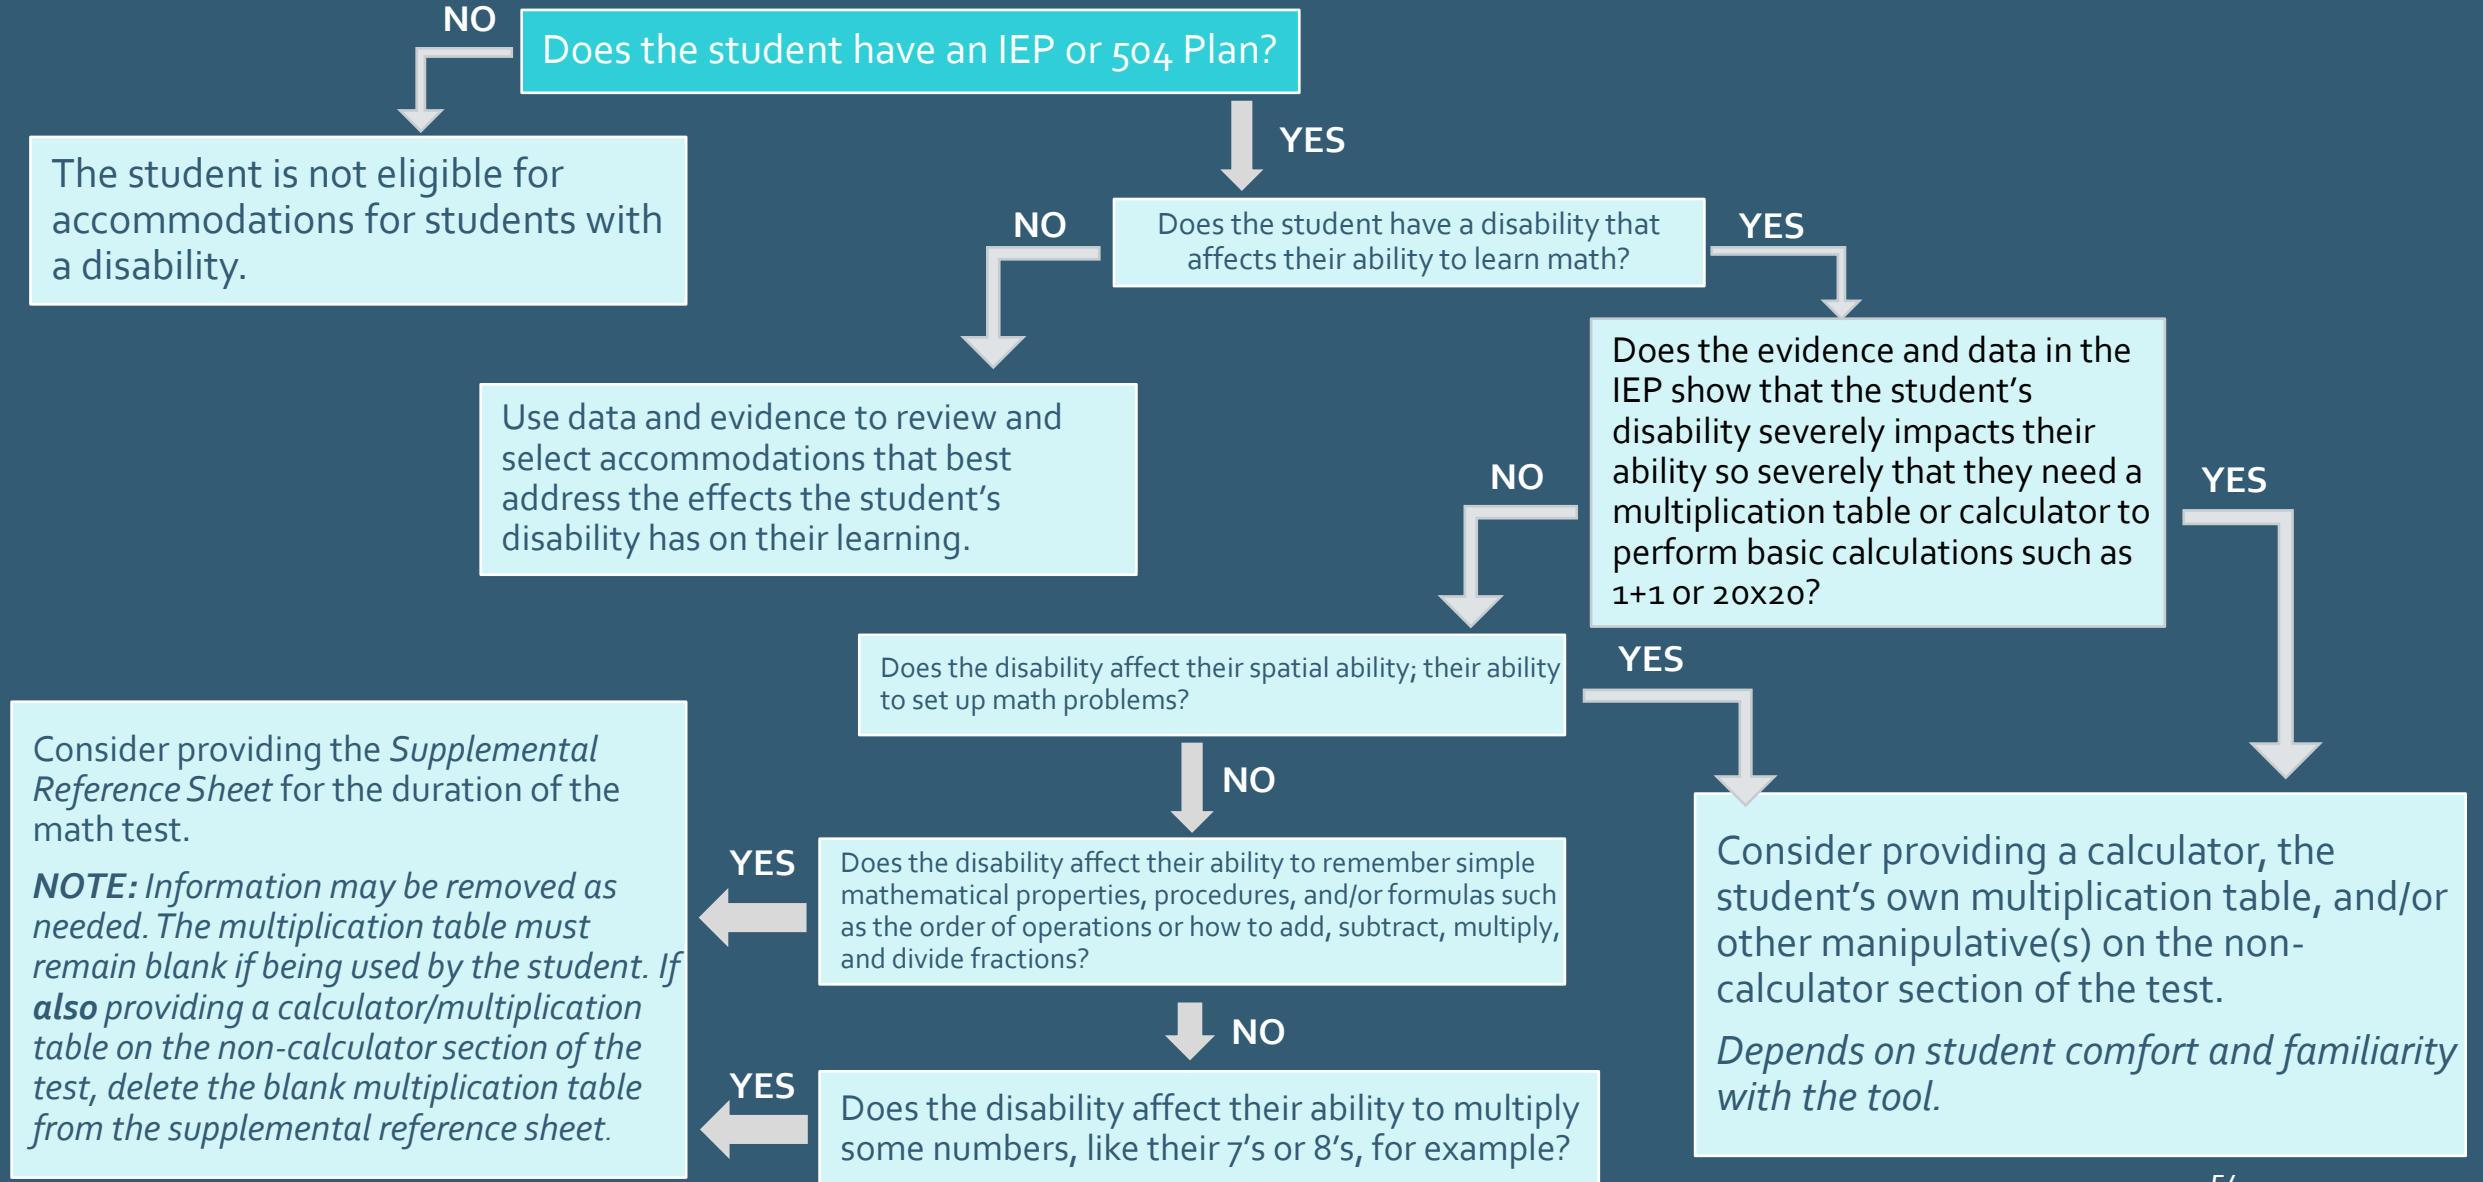 NO
Does the student have an IEP or 504 Plan?
YES
The student is not eligible for
accommodations for students with
a disability.
NO
Does the student have a disability that
affects their ability to learn math?
YES
Use data and evidence to review and
select accommodations that best
address the effects the student's
disability has on their learning.
Does the evidence and data in the
IEP show that the student's
disability severely impacts their
ability so severely that they need a
multiplication table or calculator to
perform basic calculations such as
1+1 or 20x20?
NO
YES
Does the disability affect their spatial ability; their ability
to set up math problems?
YES
NO
Consider providing the Supplemental
Reference Sheet for the duration of the
math test.
NOTE: Information may be removed as
needed. The multiplication table must
remain blank if being used by the student. If
also providing a calculator/multiplication
table on the non-calculator section of the
test, delete the blank multiplication table
from the supplemental reference sheet.
YES
Does the disability affect their ability to remember simple
mathematical properties, procedures, and/or formulas such
as the order of operations or how to add, subtract, multiply,
and divide fractions?
NO
YES
Does the disability affect their ability to multiply
some numbers, like their 7's or 8's, for example?
Consider providing a calculator, the
student's own multiplication table, and/or
other manipulative(s) on the non-
calculator section of the test.
Depends on student comfort and familiarity
with the tool.